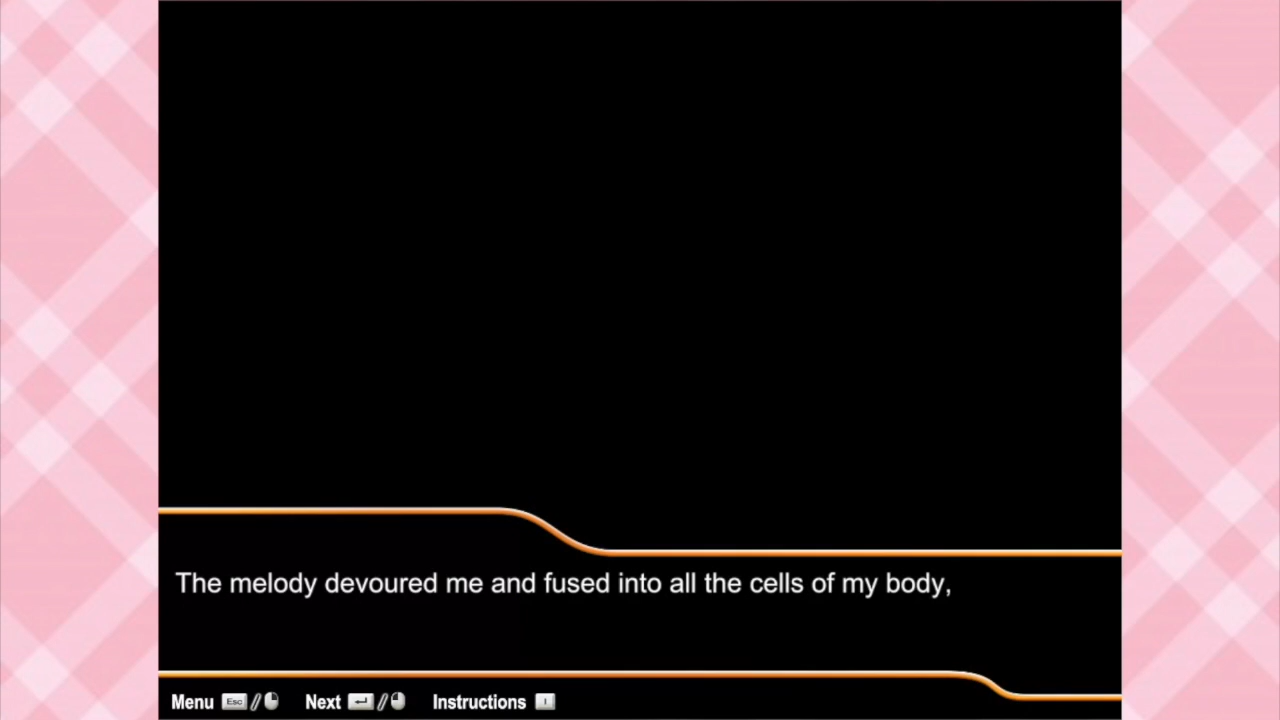 The melody devoured me and fused into all the cells of my body,
Menu Esc / Next / Instructions I